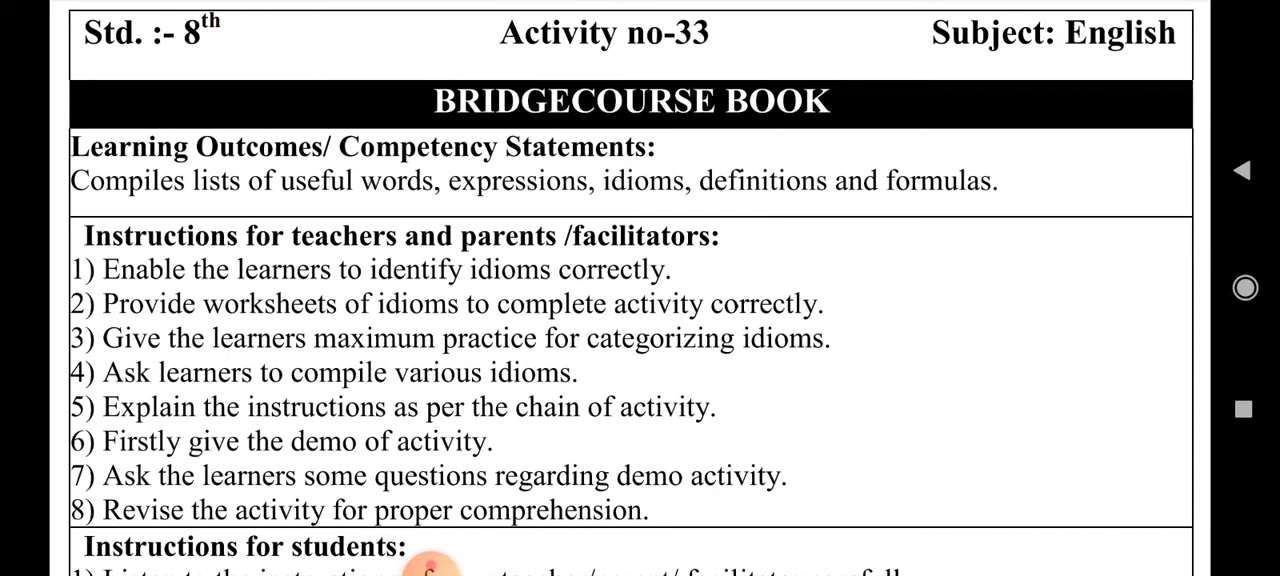 Std. :- 8th Activity no-33 Subject: English
BRIDGECOURSE BOOK
Learning Outcomes/ Competency Statements:
Compiles lists of useful words, expressions, idioms, definitions and formulas.
Instructions for teachers and parents /facilitators:
1) Enable the learners to identify idioms correctly.
2) Provide worksheets of idioms to complete activity correctly.
3) Give the learners maximum practice for categorizing idioms.
4) Ask learners to compile various idioms.
5) Explain the instructions as per the chain of activity.
6) Firstly give the demo of activity.
7) Ask the learners some questions regarding demo activity.
8) Revise the activity for proper comprehension.
Instructions for students: